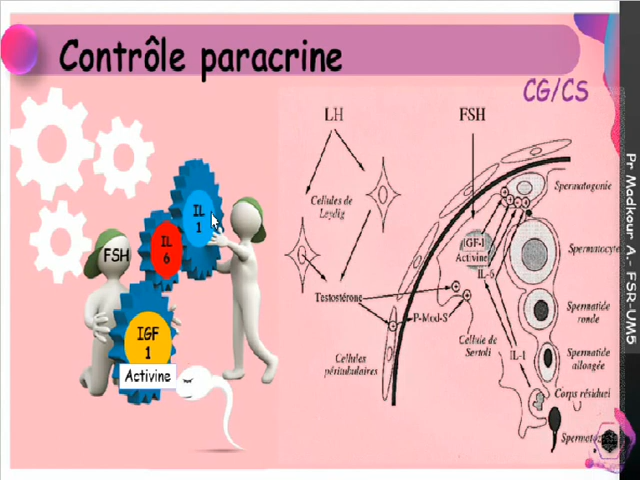 Contrôle paracrine
CG/CS
LH
FSH
Cellules de
Leydig
Spermatogonie
IL
1
IL
6
FSH
IGF-I
Activine
IL-6
Spermatocyte
Testostérone
P-Mod-S
Spermatide
ronde
IGF
1
Activine
Cellules
péritubulaires
Cellule de
Sertoli
IL-1
Spermatide
allongée
Corps résiduel
Pr Madkour A.- FSR-UM5